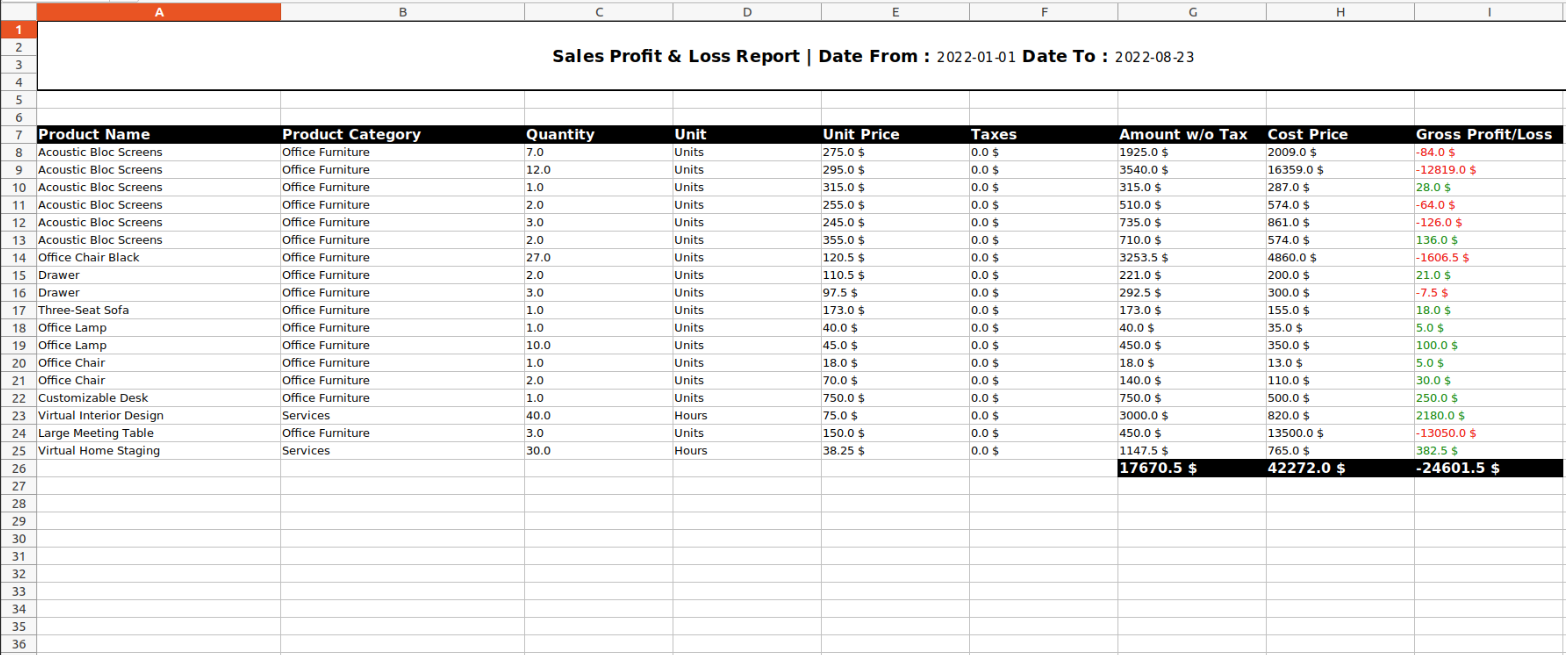 A B C D E F G H I
1
2
Sales Profit & Loss Report | Date From : 2022-01-01 Date To : 2022-08-23
3
4
5
6
7 Product Name Product Category Quantity Unit Unit Price Taxes Amount w/o Tax Cost Price Gross Profit/Loss
8 Acoustic Bloc Screens Office Furniture 7.0 Units 275.0 $ 0.0 $ 1925.0 $ 2009.0 $ -84.0 $
9 Acoustic Bloc Screens Office Furniture 12.0 Units 295.0 $ 0.0 $ 3540.0 $ 16359.0 $ -12819.0 $
10 Acoustic Bloc Screens Office Furniture 1.0 Units 315.0 $ 0.0 $ 315.0 $ 287.0 $ 28.0 $
11 Acoustic Bloc Screens Office Furniture 2.0 Units 255.0 $ 0.0 $ 510.0 $ 574.0 $ -64.0 $
12 Acoustic Bloc Screens Office Furniture 3.0 Units 245.0 $ 0.0 $ 735.0 $ 861.0 $ -126.0 $
13 Acoustic Bloc Screens Office Furniture 2.0 Units 355.0 $ 0.0 $ 710.0 $ 574.0 $ 136.0 $
14 Office Chair Black Office Furniture 27.0 Units 120.5 $ 0.0 $ 3253.5 $ 4860.0 $ -1606.5 $
15 Drawer Office Furniture 2.0 Units 110.5 $ 0.0 $ 221.0 $ 200.0 $ 21.0 $
16 Drawer Office Furniture 3.0 Units 97.5 $ 0.0 $ 292.5 $ 300.0 $ -7.5 $
17 Three-Seat Sofa Office Furniture 1.0 Units 173.0 $ 0.0 $ 173.0 $ 155.0 $ 18.0 $
18 Office Lamp Office Furniture 1.0 Units 40.0 $ 0.0 $ 40.0 $ 35.0 $ 5.0 $
19 Office Lamp Office Furniture 10.0 Units 45.0 $ 0.0 $ 450.0 $ 350.0 $ 100.0 $
20 Office Chair Office Furniture 1.0 Units 18.0 $ 0.0 $ 18.0 $ 13.0 $ 5.0 $
21 Office Chair Office Furniture 2.0 Units 70.0 $ 0.0 $ 140.0 $ 110.0 $ 30.0 $
22 Customizable Desk Office Furniture 1.0 Units 750.0 $ 0.0 $ 750.0 $ 500.0 $ 250.0 $
23 Virtual Interior Design Services 40.0 Hours 75.0 $ 0.0 $ 3000.0 $ 820.0 $ 2180.0 $
24 Large Meeting Table Office Furniture 3.0 Units 150.0 $ 0.0 $ 450.0 $ 13500.0 $ -13050.0 $
25 Virtual Home Staging Services 30.0 Hours 38.25 $ 0.0 $ 1147.5 $ 765.0 $ 382.5 $
26 17670.5 $ 42272.0 $ -24601.5 $
27
28
29
30
31
32
33
34
35
36